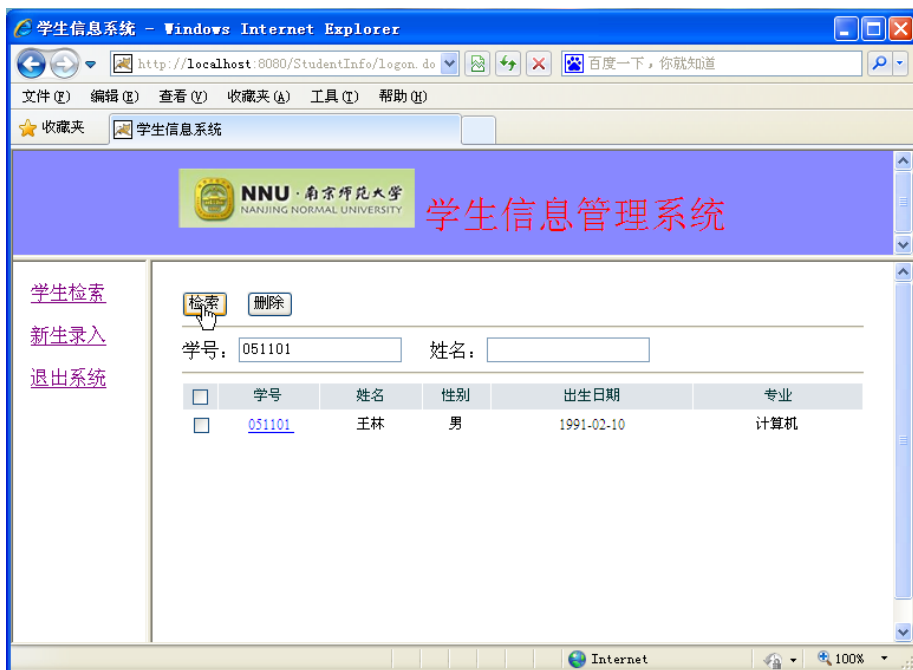 学生信息系统 - Windows Internet Explorer
http://localhost:8080/StudentInfo/logon.do
百度一下，你就知道
文件(F) 编辑(E) 查看(V) 收藏夹(A) 工具(T) 帮助(H)
收藏夹 学生信息系统
NNU·南京师范大学
NANJING NORMAL UNIVERSITY
学生信息管理系统
学生检索
新生录入
退出系统
检索 删除
学号：051101 姓名：
学号 姓名 性别 出生日期 专业
051101 王林 男 1991-02-10 计算机
Internet 100%